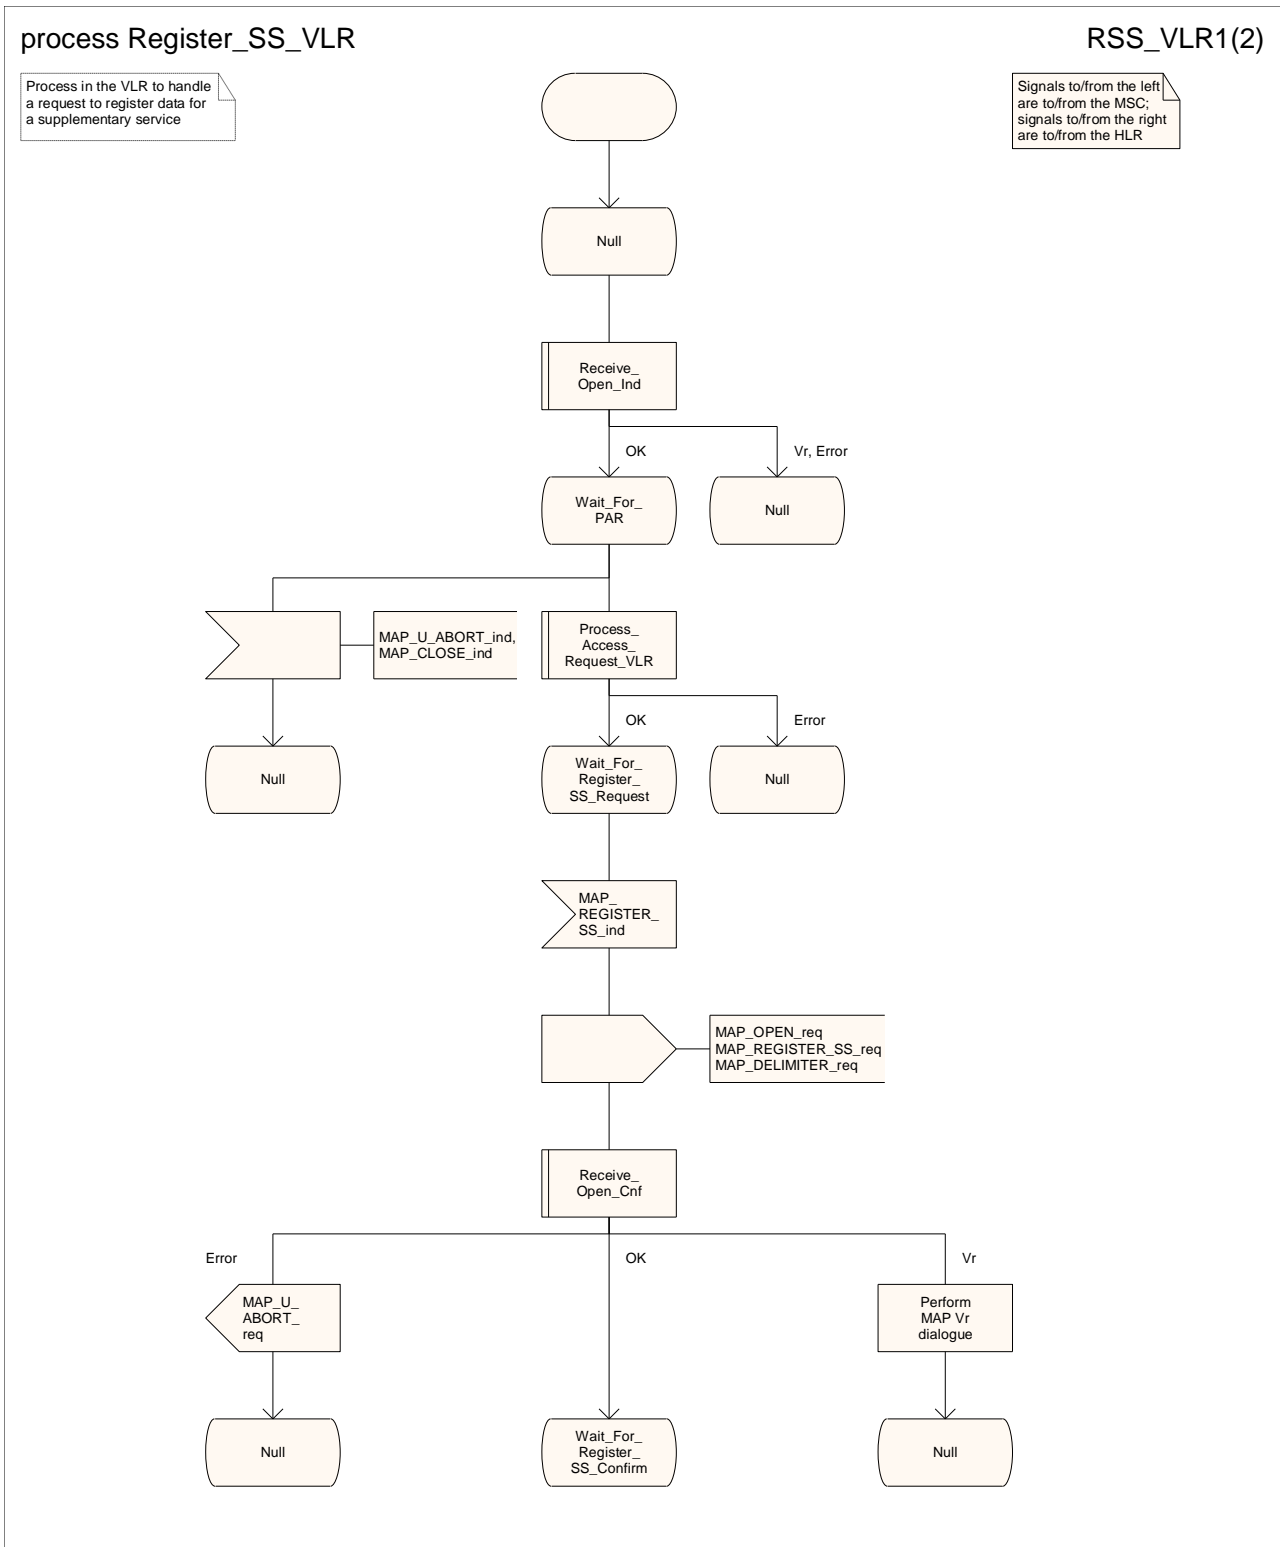 process Register_SS_VLR
RSS_VLR1(2)
Process in the VLR to handle
a request to register data for
a supplementary service
Signals to/from the left
are to/from the MSC;
signals to/from the right
are to/from the HLR
Null
Receive_
Open_Ind
OK
Vr, Error
Wait_For_
PAR
Null
MAP_U_ABORT_ind,
MAP_CLOSE_ind
Process_
Access_
Request_VLR
OK
Error
Null
Wait_For_
Register_
SS_Request
Null
MAP_
REGISTER_
SS_ind
MAP_OPEN_req
MAP_REGISTER_SS_req
MAP_DELIMITER_req
Receive_
Open_Cnf
Error
OK
Vr
MAP_U_
ABORT_
req
Perform
MAP Vr
dialogue
Null
Wait_For_
Register_
SS_Confirm
Null